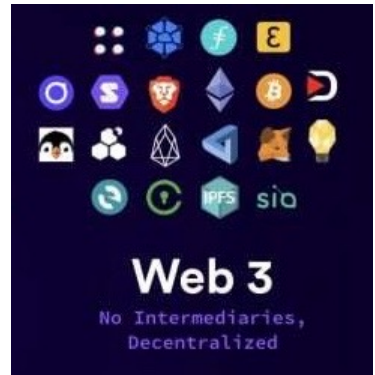 IPFS
sia
Web 3
No Intermediaries,
Decentralized